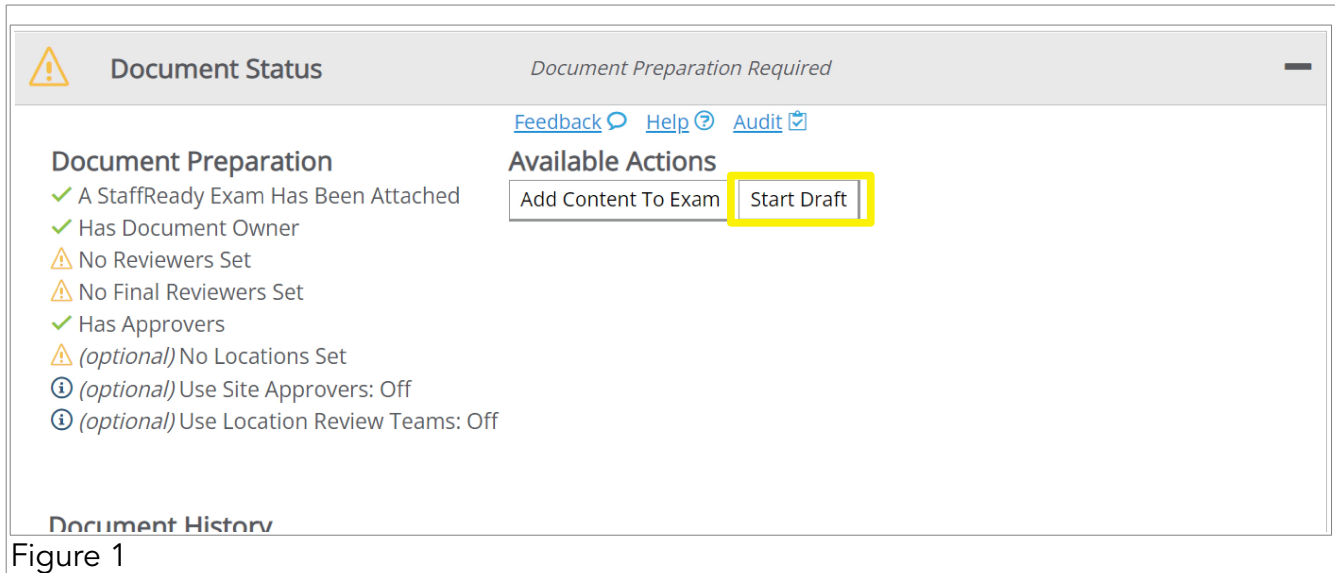 Document Status Document Preparation Required
Feedback Help Audit
Document Preparation
A StaffReady Exam Has Been Attached
Has Document Owner
No Reviewers Set
No Final Reviewers Set
Has Approvers
(optional) No Locations Set
(optional) Use Site Approvers: Off
(optional) Use Location Review Teams: Off
Available Actions
Add Content To Exam Start Draft
Document History
Figure 1